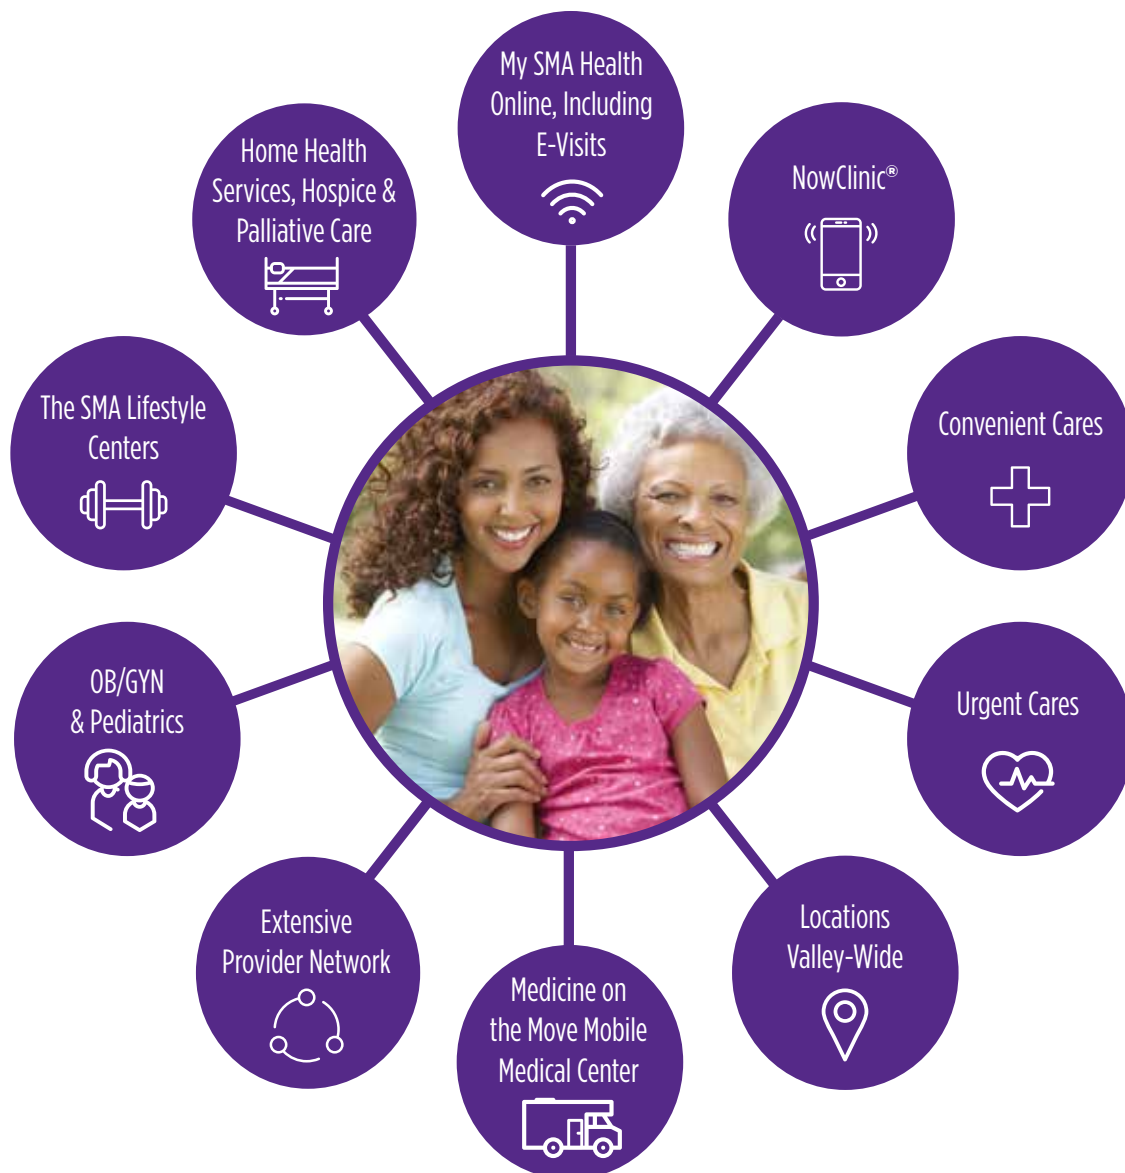 My SMA Health
Online, Including
E-Visits
NowClinic®
Convenient Cares
Urgent Cares
Locations
Valley-Wide
Medicine on
the Move Mobile
Medical Center
Extensive
Provider Network
OB/GYN
& Pediatrics
The SMA Lifestyle
Centers
Home Health
Services, Hospice &
Palliative Care